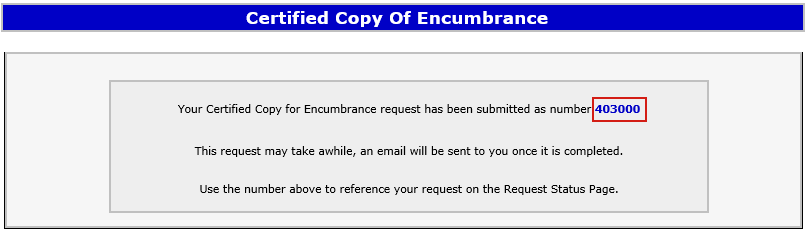 Certified Copy Of Encumbrance
Your Certified Copy for Encumbrance request has been submitted as number 403000
This request may take awhile, an email will be sent to you once it is completed.
Use the number above to reference your request on the Request Status Page.